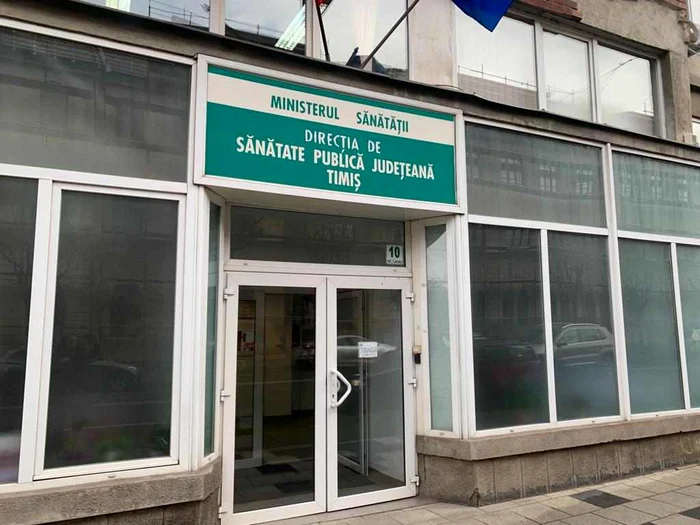 MINISTERUL SĂNĂTĂȚII
DIRECȚIA DE
SĂNĂTATE PUBLICĂ JUDEȚEANĂ
TIMIȘ
10